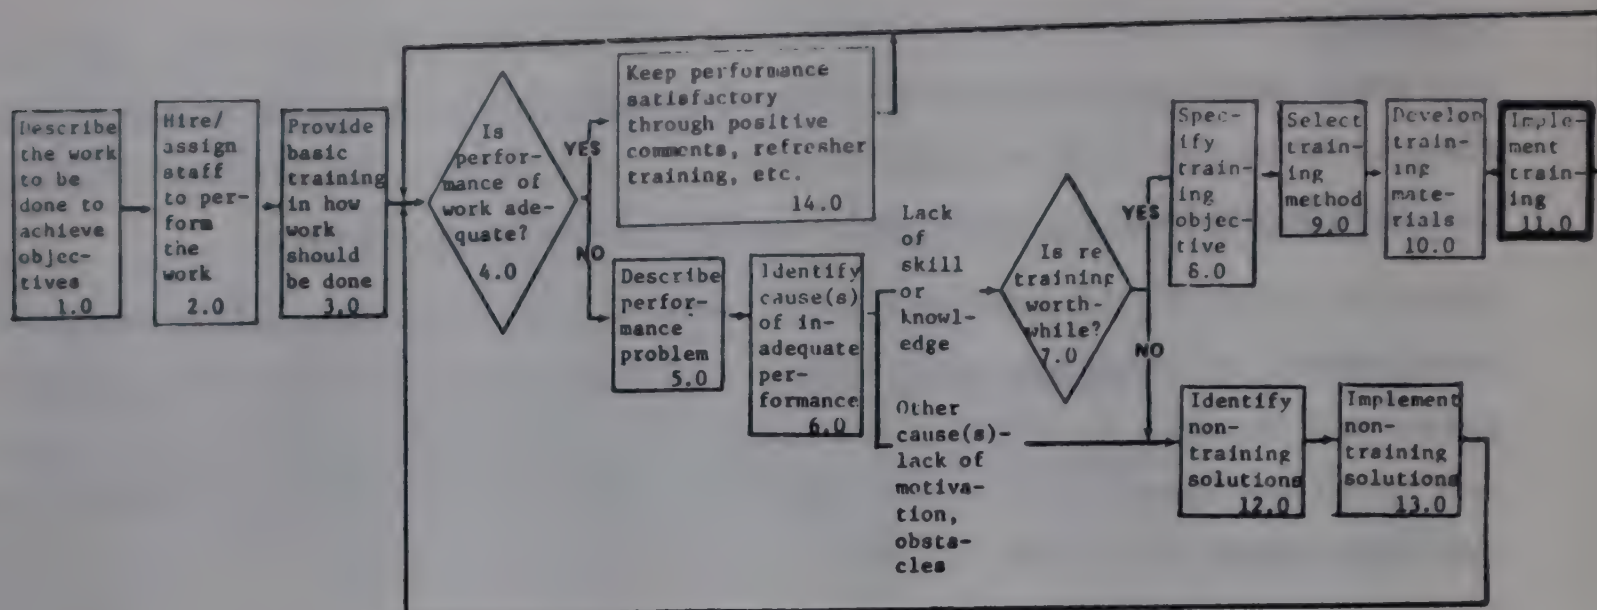 Describe
the work
to be
done to
achieve
objec-
tives
1.0
Hire/
assign
staff
to per-
form
the
work
2.0
Provide
basic
training
in how
work
should
be done
3.0
Is
perfor-
mance of
work ade-
quate?
4.0
YES
NO
Keep performance
satisfactory
through positive
comments, refresher
training, etc.
14.0
Describe
perfor-
mance
problem
5.0
Identify
cause(s)
of in-
adequate
per-
formance
6.0
Lack
of
skill
or
knowl-
edge
Other
cause(s)-
lack of
motiva-
tion,
obsta-
cles
Is re
training
worth-
while?
7.0
YES
NO
Spec-
ify
train-
ing
objec-
tive
8.0
Select
train-
ing
method
9.0
Develop
train-
ing
mate-
rials
10.0
Imple-
ment
train-
ing
11.0
Identify
non-
training
solutions
12.0
Implement
non-
training
solutions
13.0